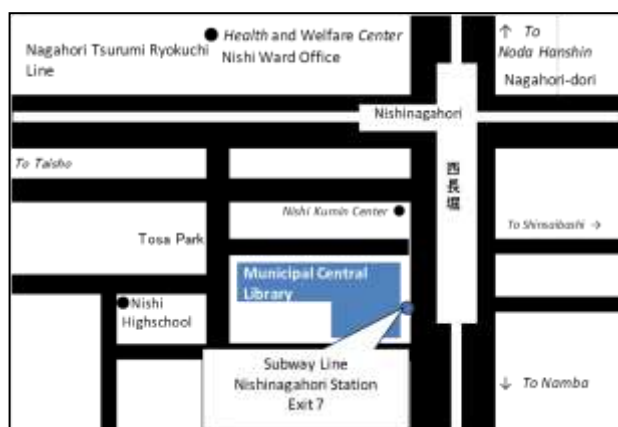 Nagahori Tsurumi Ryokuchi
Line
Health and Welfare Center
Nishi Ward Office
↑ To
Noda Hanshin
Nagahori-dori
Nishinagahori
To Taisho
西長堀
Nishi Kumin Center
To Shinsaibashi →
Tosa Park
Municipal Central
Library
Nishi
Highschool
Subway Line
Nishinagahori Station
Exit 7
↓ To Namba